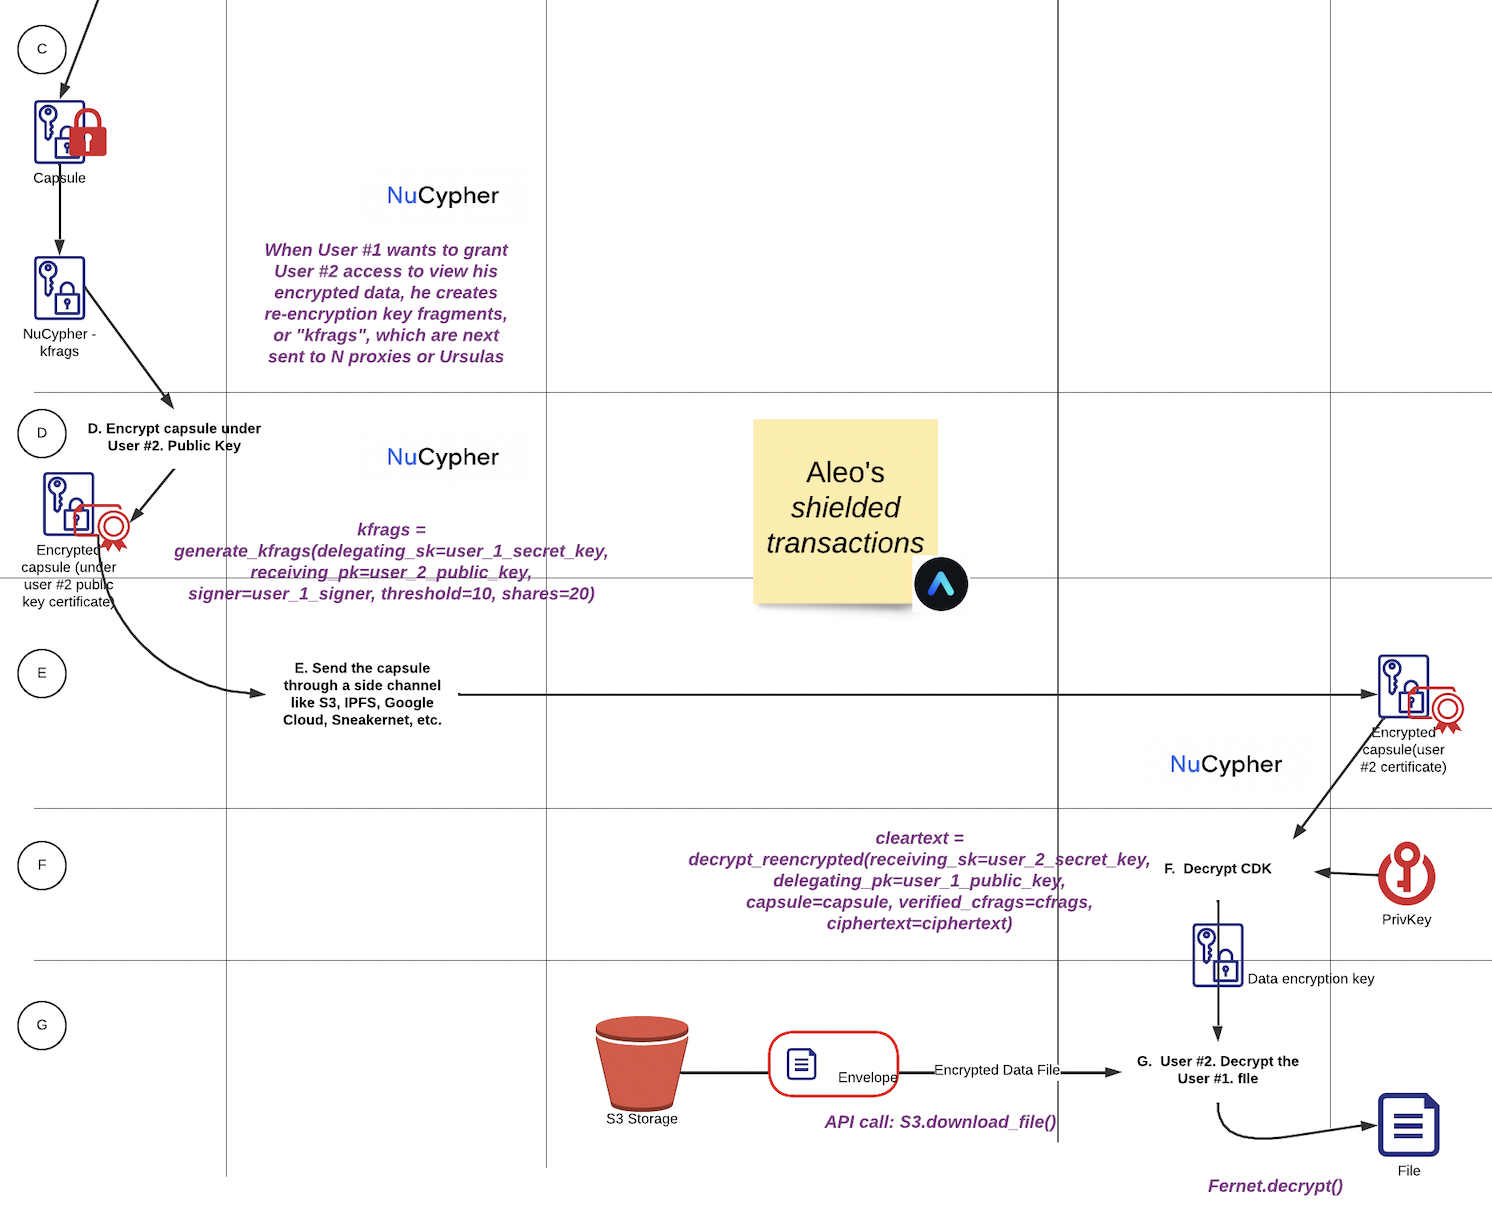 C
Capsule
NuCypher
When User #1 wants to grant
User #2 access to view his
encrypted data, he creates
re-encryption key fragments,
or "kfrags", which are next
sent to N proxies or Ursulas
NuCypher -
kfrags
D
D. Encrypt capsule under
User #2. Public Key
NuCypher
Encrypted
capsule (under
user #2 public
key certificate)
kfrags =
generate_kfrags(delegating_sk=user_1_secret_key,
receiving_pk=user_2_public_key,
signer=user_1_signer, threshold=10, shares=20)
Aleo's
shielded
transactions
E
E. Send the capsule
through a side channel
like S3, IPFS, Google
Cloud, Sneakernet, etc.
Encrypted
capsule(user
#2 certificate)
NuCypher
F
cleartext =
decrypt_reencrypted(receiving_sk=user_2_secret_key,
delegating_pk=user_1_public_key,
capsule=capsule, verified_cfrags=cfrags,
ciphertext=ciphertext)
F. Decrypt CDK
PrivKey
Data encryption key
G
S3 Storage
Envelope
Encrypted Data File
API call: S3.download_file()
G. User #2. Decrypt the
User #1. file
File
Fernet.decrypt()